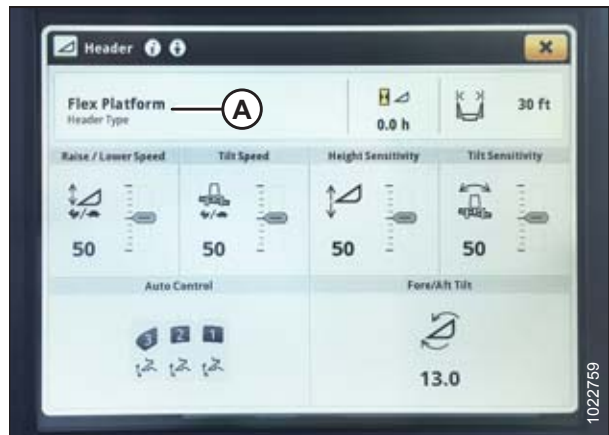 Header
Flex Platform
Header Type
A
0.0 h
30 ft
Raise / Lower Speed
Tilt Speed
Height Sensitivity
Tilt Sensitivity
50
50
50
50
Auto Control
Fore/Aft Tilt
3 2 1
13.0
1022759